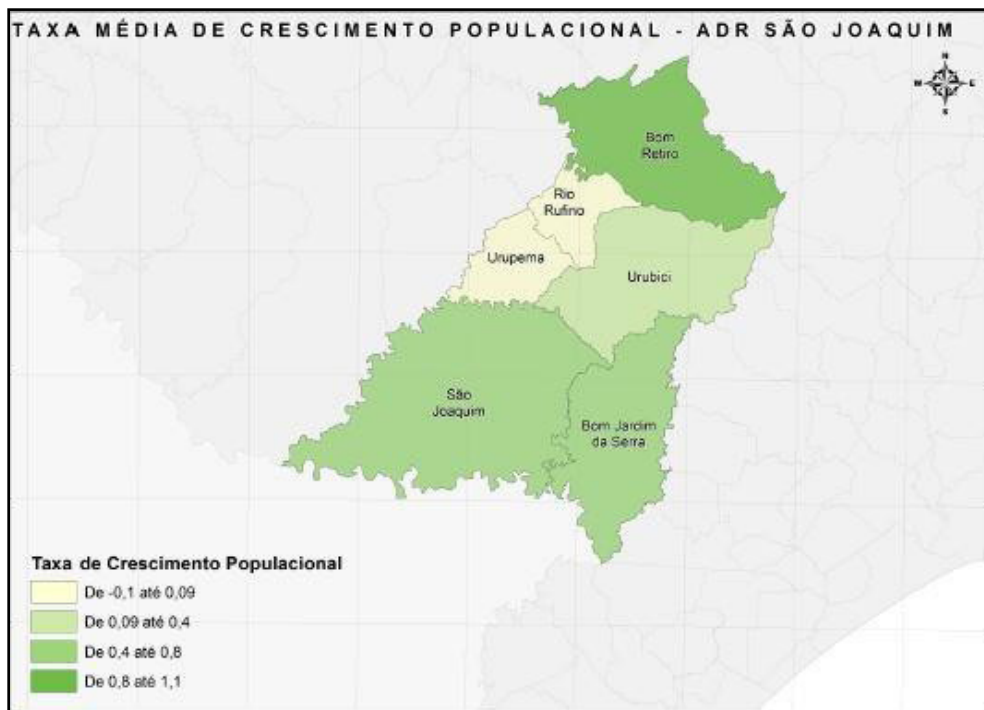 TAXA MÉDIA DE CRESCIMENTO POPULACIONAL - ADR SÃO JOAQUIM
N
W
E
S
Bom
Retiro
Rio
Rufino
Urupema
Urubici
São
Joaquim
Bom Jardim
da Serra
Taxa de Crescimento Populacional
De -0,1 até 0,09
De 0,09 até 0,4
De 0,4 até 0,8
De 0,8 até 1,1